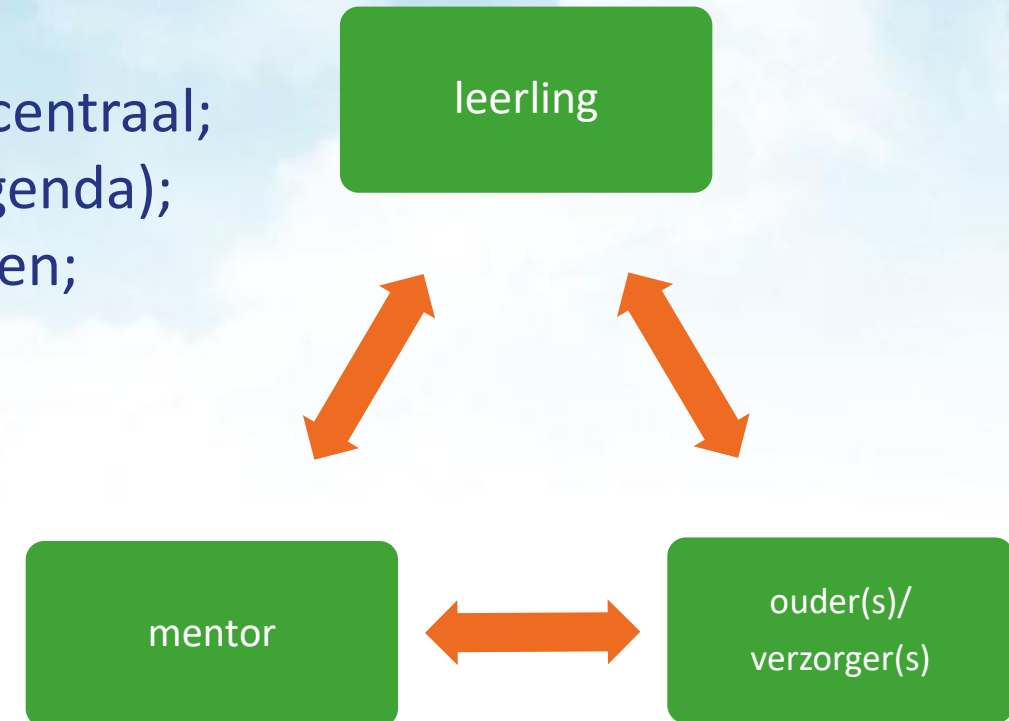 centraal;
genda);
en;
leerling
mentor
ouder(s)/
verzorger(s)